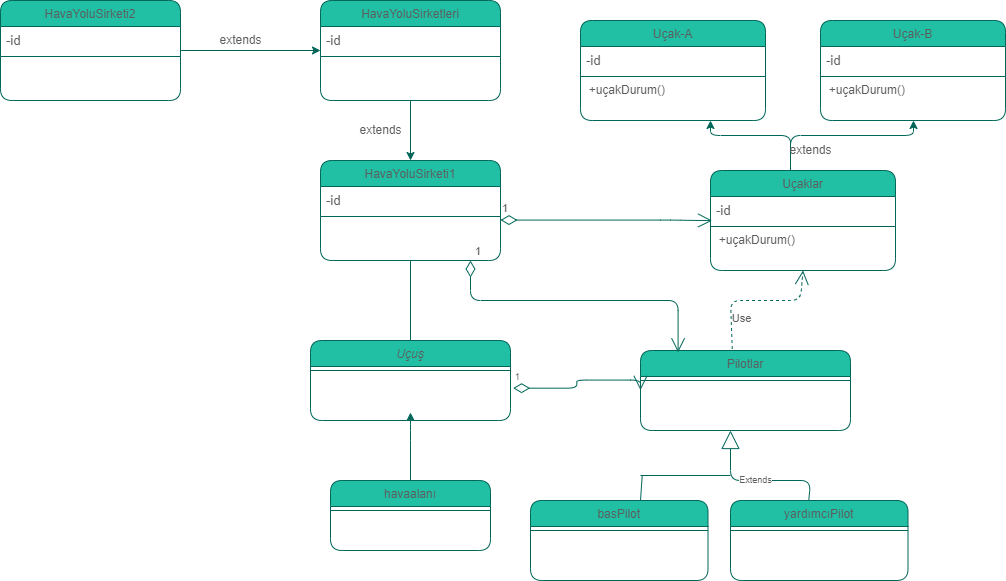 HavaYoluSirketi2
-id
extends
HavaYoluSirketleri
-id
Uçak-A
-id
+uçakDurum()
Uçak-B
-id
+uçakDurum()
extends
extends
HavaYoluSirketi1
-id
1
1
Uçaklar
-id
+uçakDurum()
Use
Uçuş
1
Pilotlar
Extends
havaalanı
basPilot
yardımcıPilot